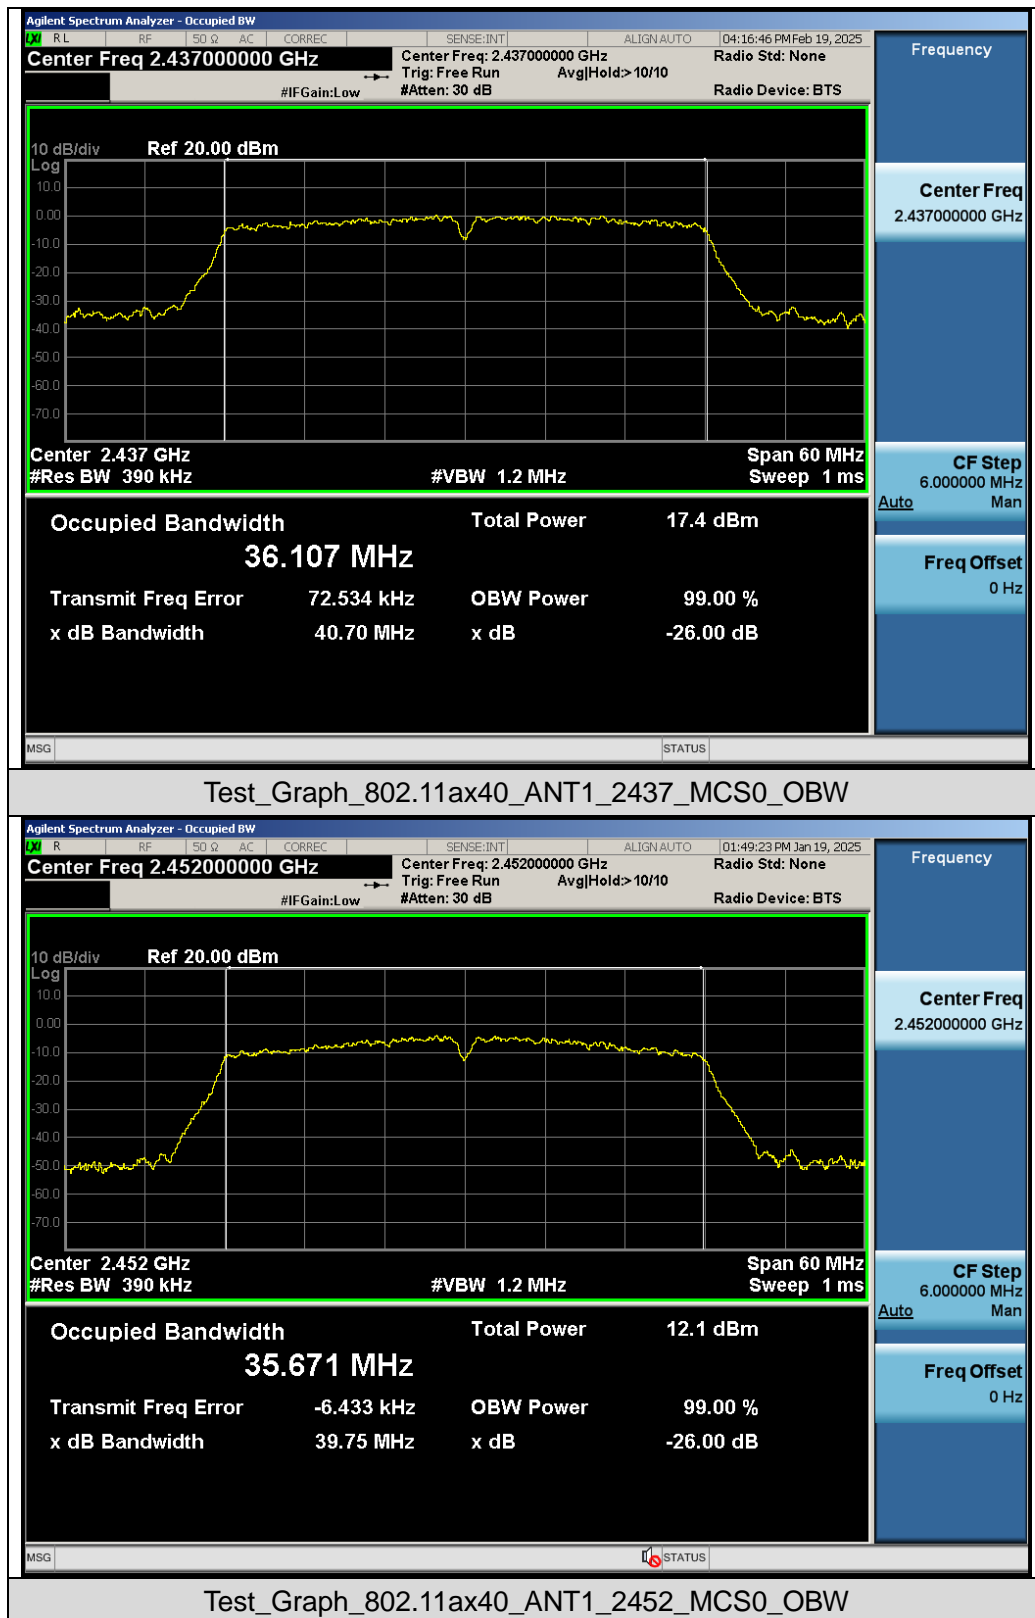 Agilent Spectrum Analyzer - Occupied BW
LXI RL RF 50 Ω AC CORREC SENSE:INT ALIGN AUTO 04:16:46 PM Feb 19, 2025
Center Freq 2.437000000 GHz
Center Freq: 2.437000000 GHz Radio Std: None
Trig: Free Run Avg|Hold:>10/10
#IFGain:Low #Atten: 30 dB Radio Device: BTS
Frequency
10 dB/div Ref 20.00 dBm
Log
10.0
0.00
-10.0
-20.0
-30.0
-40.0
-50.0
-60.0
-70.0
Center 2.437 GHz Span 60 MHz
#Res BW 390 kHz #VBW 1.2 MHz Sweep 1 ms
Center Freq
2.437000000 GHz
CF Step
6.000000 MHz
Auto Man
Freq Offset
0 Hz
Occupied Bandwidth Total Power 17.4 dBm
36.107 MHz
Transmit Freq Error 72.534 kHz OBW Power 99.00 %
x dB Bandwidth 40.70 MHz x dB -26.00 dB
MSG STATUS
Test_Graph_802.11ax40_ANT1_2437_MCS0_OBW
Agilent Spectrum Analyzer - Occupied BW
LXI R RF 50 Ω AC CORREC SENSE:INT ALIGN AUTO 01:49:23 PM Jan 19, 2025
Center Freq 2.452000000 GHz
Center Freq: 2.452000000 GHz Radio Std: None
Trig: Free Run Avg|Hold:>10/10
#IFGain:Low #Atten: 30 dB Radio Device: BTS
Frequency
10 dB/div Ref 20.00 dBm
Log
10.0
0.00
-10.0
-20.0
-30.0
-40.0
-50.0
-60.0
-70.0
Center 2.452 GHz Span 60 MHz
#Res BW 390 kHz #VBW 1.2 MHz Sweep 1 ms
Center Freq
2.452000000 GHz
CF Step
6.000000 MHz
Auto Man
Freq Offset
0 Hz
Occupied Bandwidth Total Power 12.1 dBm
35.671 MHz
Transmit Freq Error -6.433 kHz OBW Power 99.00 %
x dB Bandwidth 39.75 MHz x dB -26.00 dB
MSG STATUS
Test_Graph_802.11ax40_ANT1_2452_MCS0_OBW